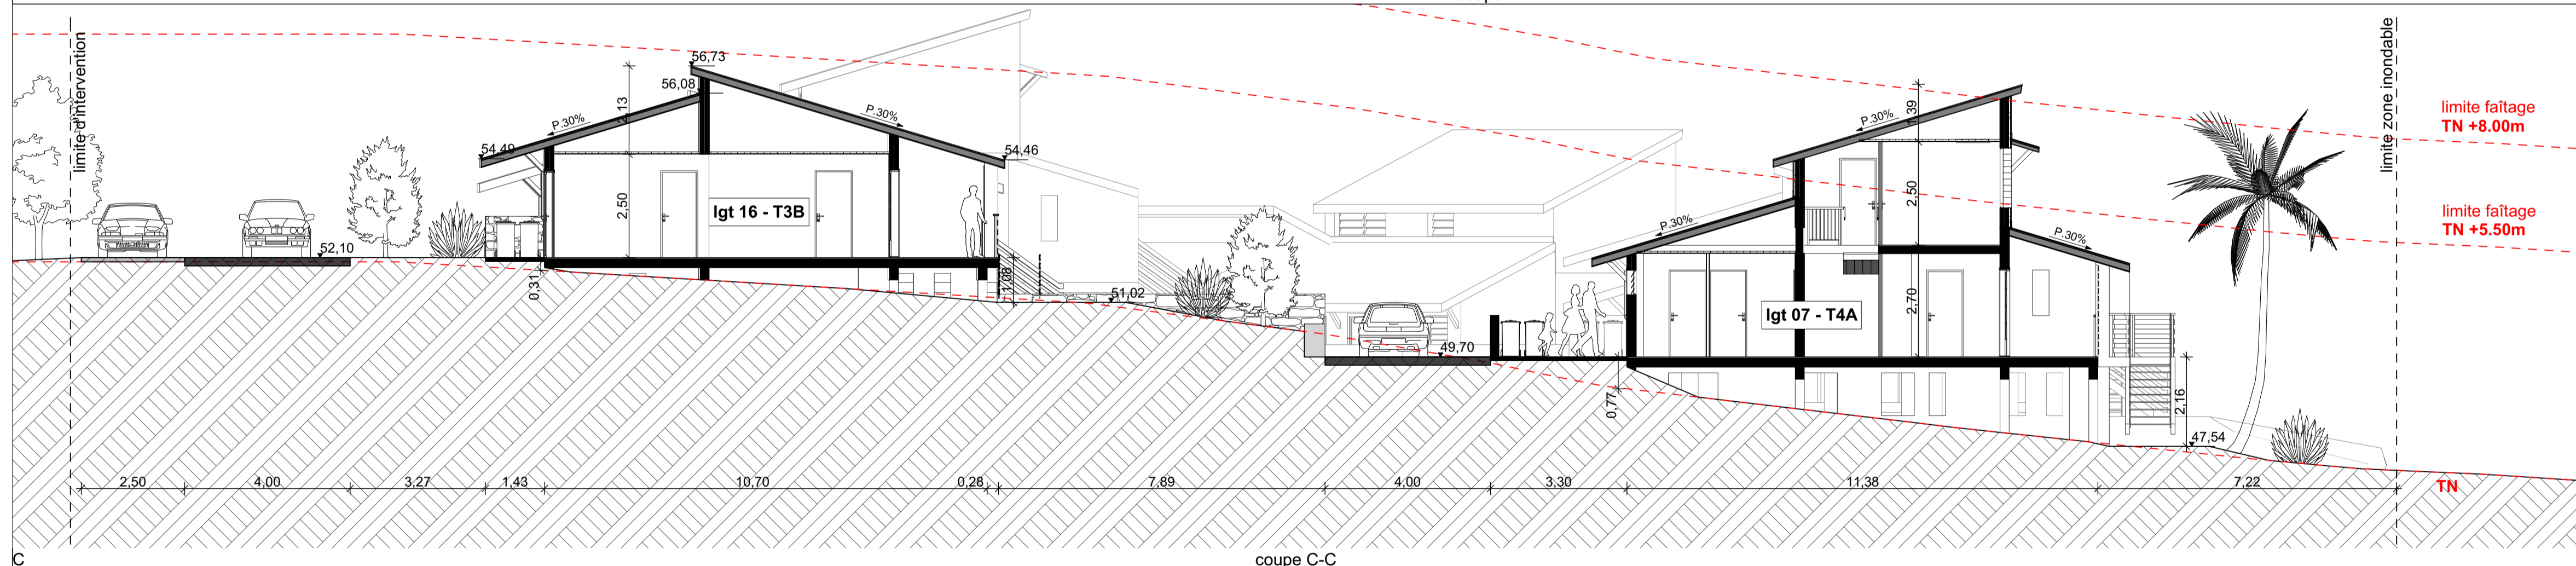 limite d'intervention
56,73
56,08
2,13
P.30%
P.30%
54,49
54,46
2,50
lgt 16 - T3B
52,10
0,31
1,08
51,02
49,70
P.30%
1,39
P.30%
2,50
P.30%
2,70
lgt 07 - T4A
0,77
2,16
47,54
limite zone inondable
limite faîtage
TN +8.00m
limite faîtage
TN +5.50m
2,50
4,00
3,27
1,43
10,70
0,28
7,89
4,00
3,30
11,38
7,22
TN
C
coupe C-C